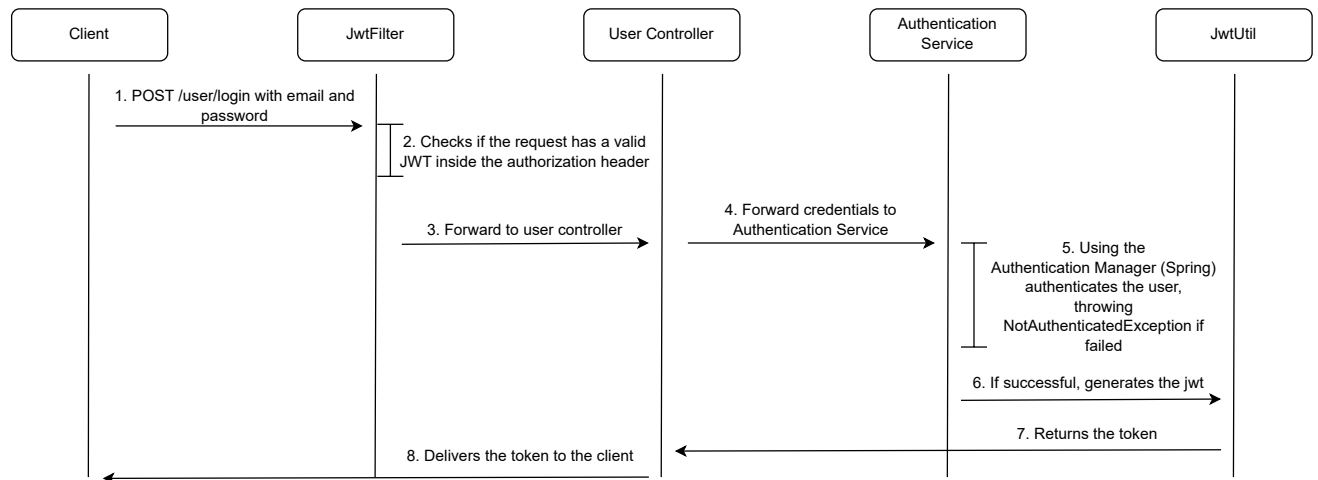 Client
JwtFilter
User Controller
Authentication
Service
JwtUtil
1. POST /user/login with email and
password
2. Checks if the request has a valid
JWT inside the authorization header
3. Forward to user controller
4. Forward credentials to
Authentication Service
5. Using the
Authentication Manager (Spring)
authenticates the user,
throwing
NotAuthenticatedException if
failed
6. If successful, generates the jwt
7. Returns the token
8. Delivers the token to the client